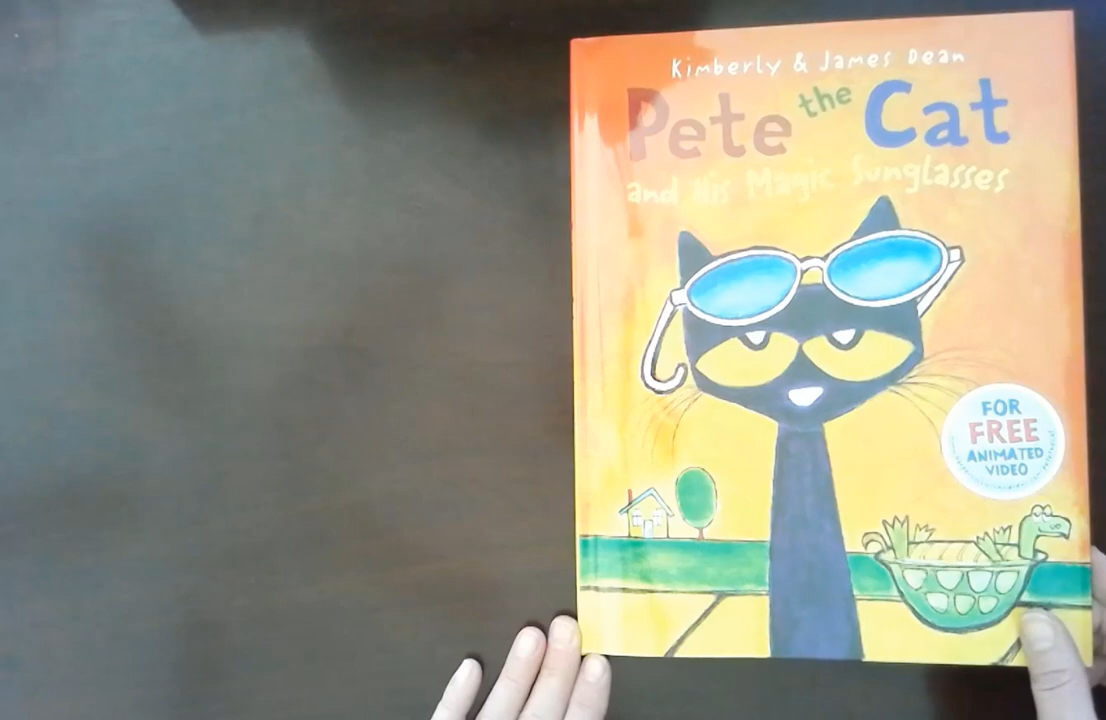 Kimberly & James Dean
Pete the Cat
and His Magic Sunglasses
FOR
FREE
ANIMATED
VIDEO